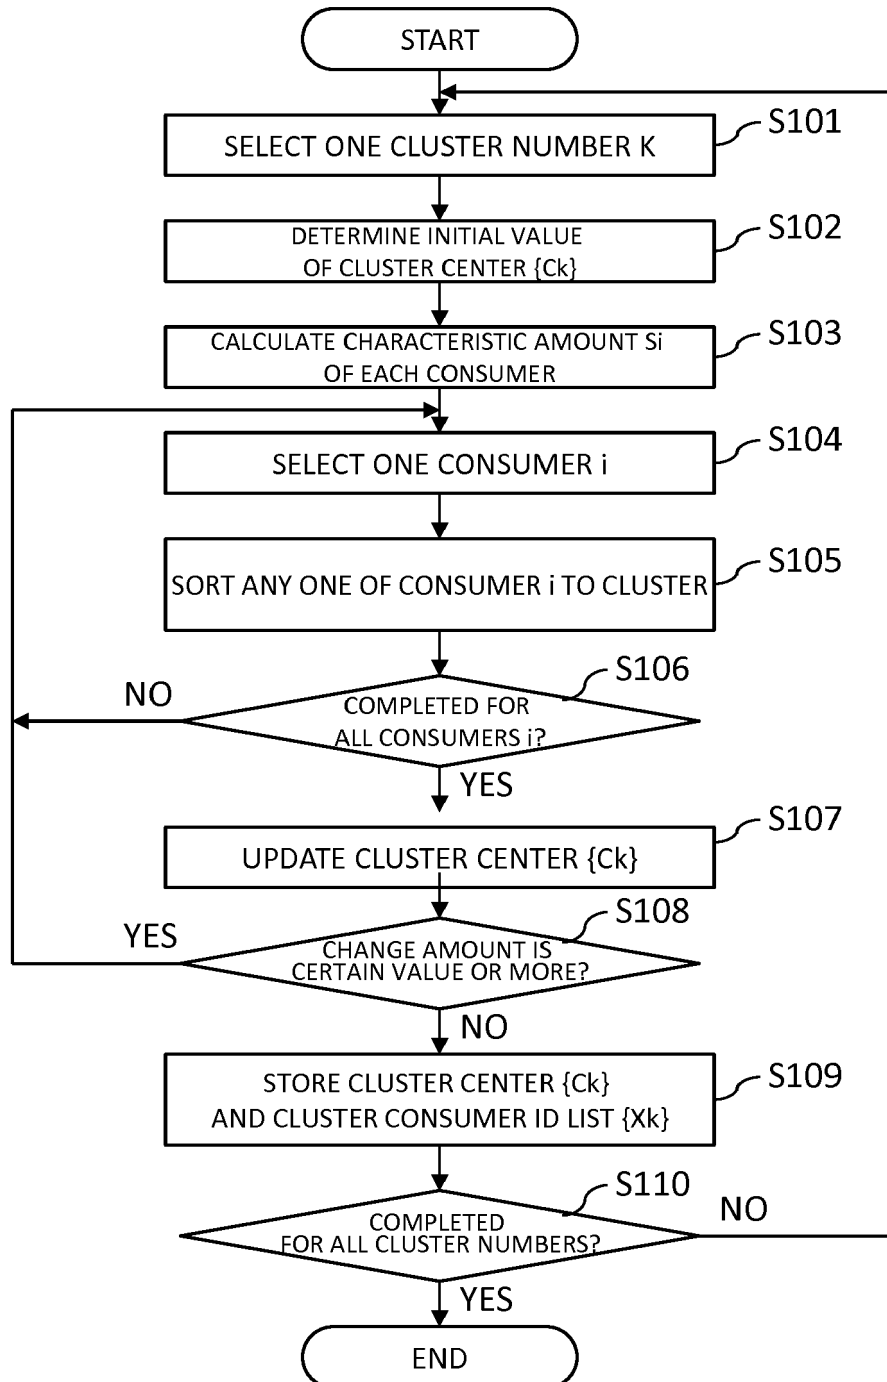 START
SELECT ONE CLUSTER NUMBER K
S101
DETERMINE INITIAL VALUE
OF CLUSTER CENTER {Ck}
S102
CALCULATE CHARACTERISTIC AMOUNT Si
OF EACH CONSUMER
S103
SELECT ONE CONSUMER i
S104
SORT ANY ONE OF CONSUMER i TO CLUSTER
S105
COMPLETED FOR
ALL CONSUMERS i?
S106
NO
YES
UPDATE CLUSTER CENTER {Ck}
S107
CHANGE AMOUNT IS
CERTAIN VALUE OR MORE?
S108
YES
NO
STORE CLUSTER CENTER {Ck}
AND CLUSTER CONSUMER ID LIST {Xk}
S109
COMPLETED
FOR ALL CLUSTER NUMBERS?
S110
NO
YES
END